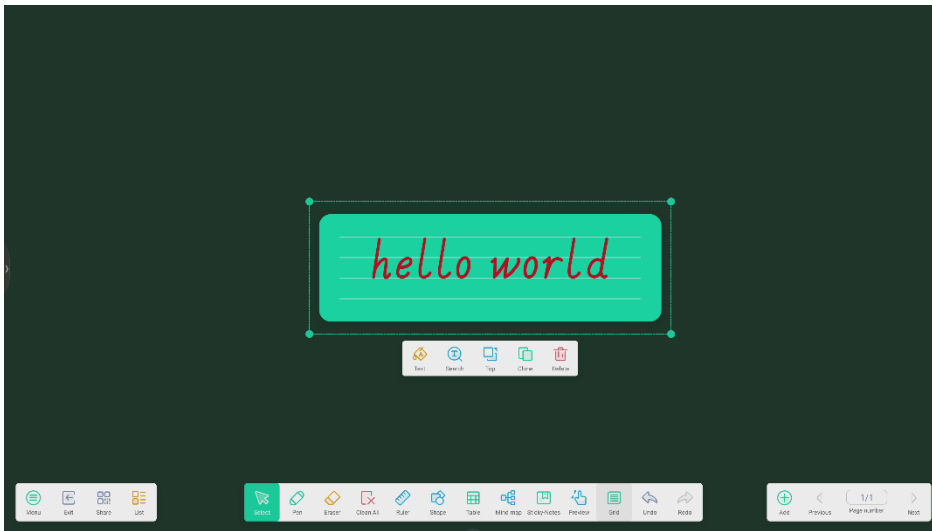 hello world
Text Search Top Clone Delete
Menu Exit Share List Select Pen Eraser Clean All Ruler Shape Table Mind map Sticky-Notes Preview Grid Undo Redo Add Previous 1/1 Page number Next